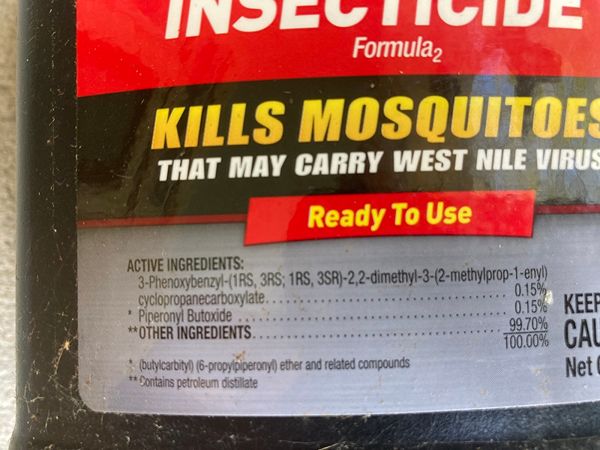 INSECTICIDE
Formula2
KILLS MOSQUITOES
THAT MAY CARRY WEST NILE VIRUS
Ready To Use
ACTIVE INGREDIENTS:
3-Phenoxybenzyl-(1RS, 3RS; 1RS, 3SR)-2,2-dimethyl-3-(2-methylprop-1-enyl)
cyclopropanecarboxylate 0.15%
* Piperonyl Butoxide 0.15%
**OTHER INGREDIENTS 99.70%
100.00%
* (butylcarbityl) (6-propylpiperonyl) ether and related compounds
** Contains petroleum distillate
KEEP
CAU
Net